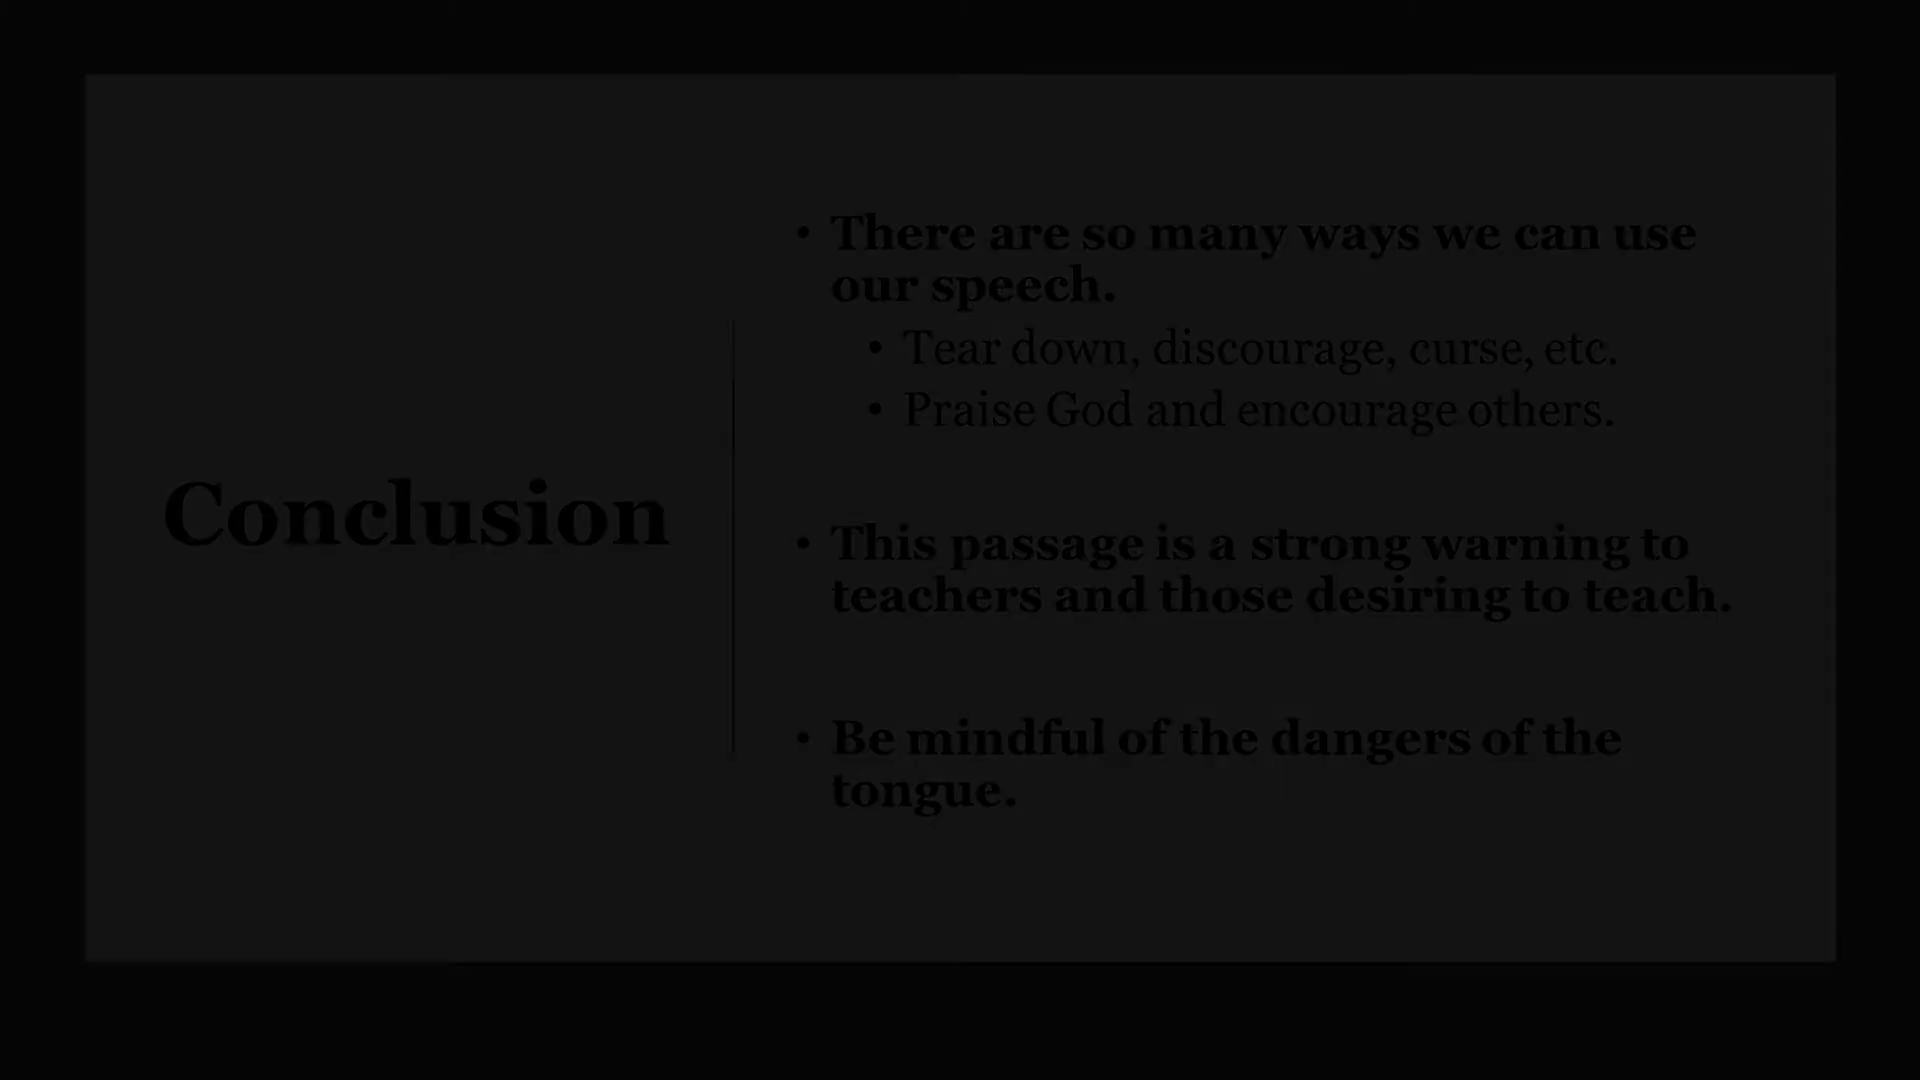 Conclusion
• There are so many ways we can use
our speech.
• Tear down, discourage, curse, etc.
• Praise God and encourage others.
• This passage is a strong warning to
teachers and those desiring to teach.
• Be mindful of the dangers of the
tongue.